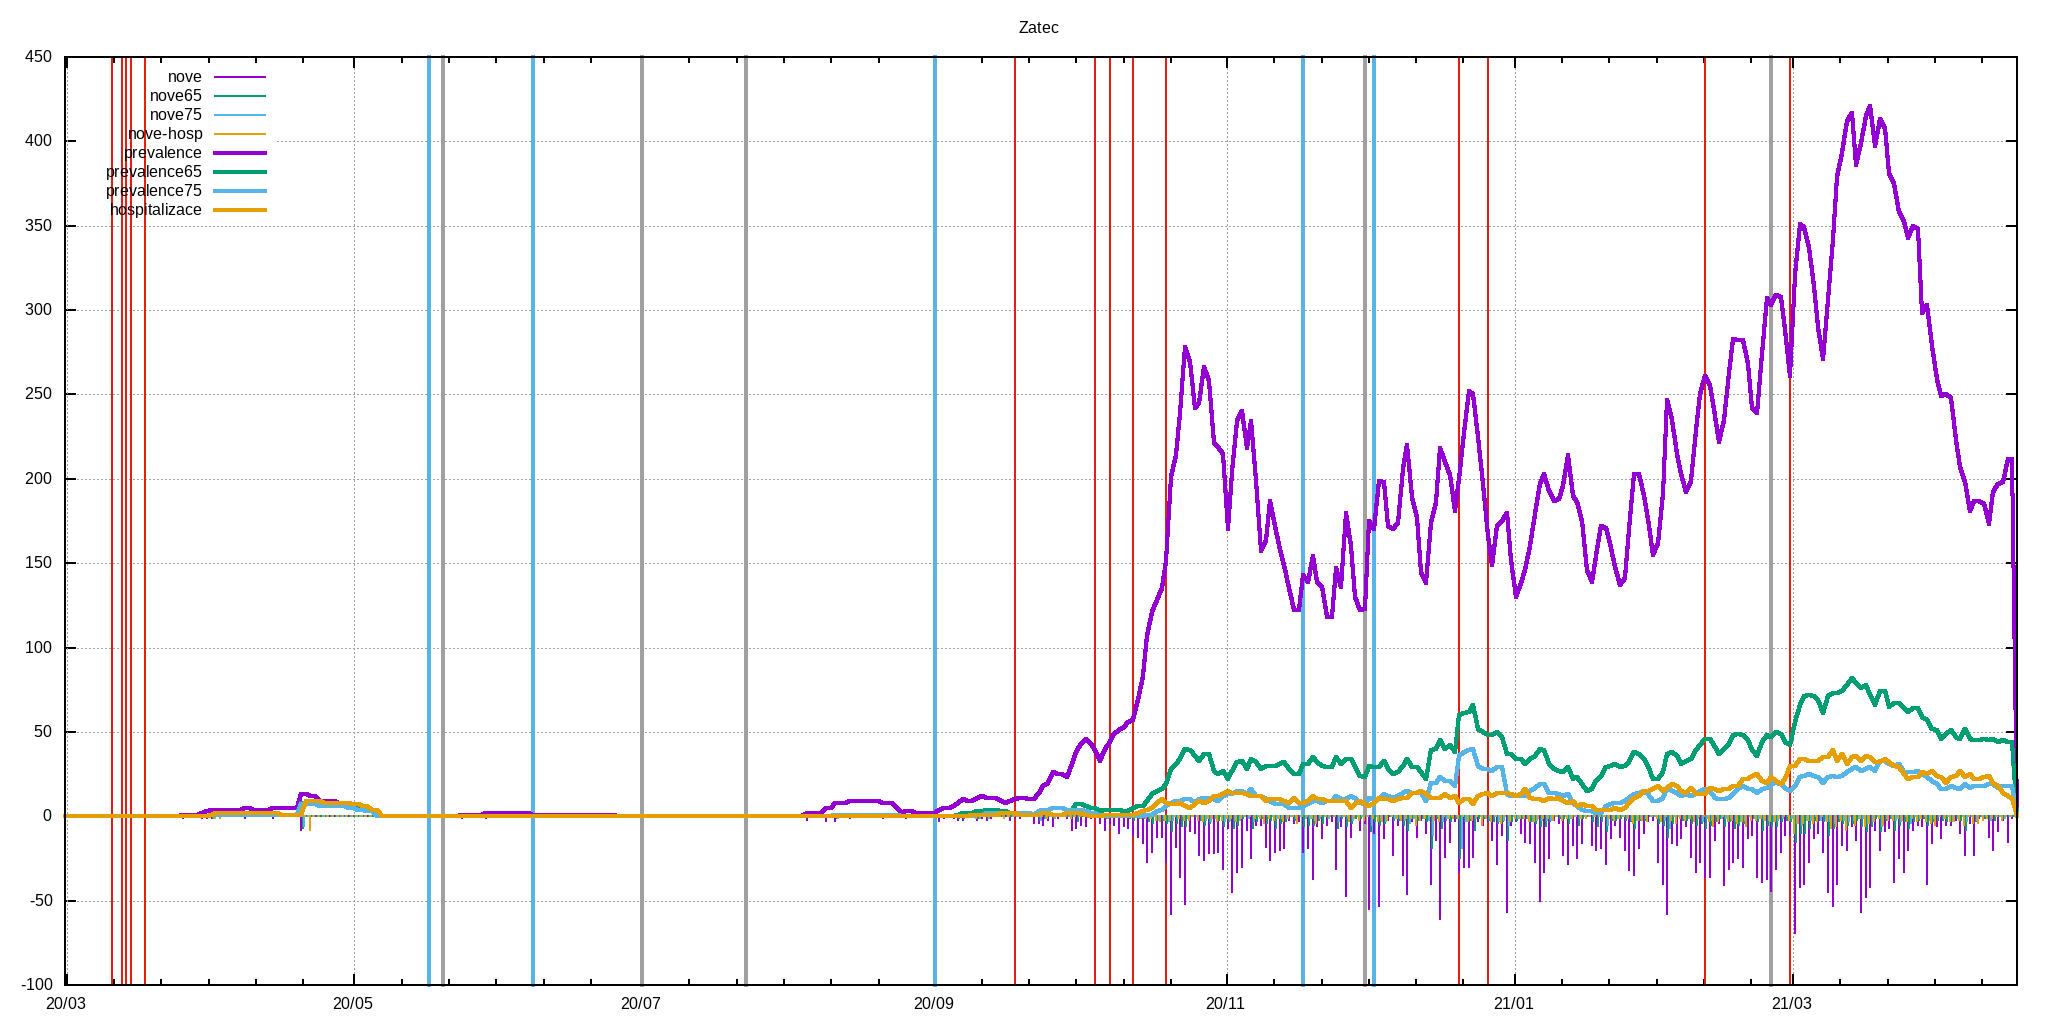 Zatec
450
400
350
300
250
200
150
100
50
0
-50
-100
nove
nove65
nove75
nove-hosp
prevalence
prevalence65
prevalence75
hospitalizace
20/03 20/05 20/07 20/09 20/11 21/01 21/03